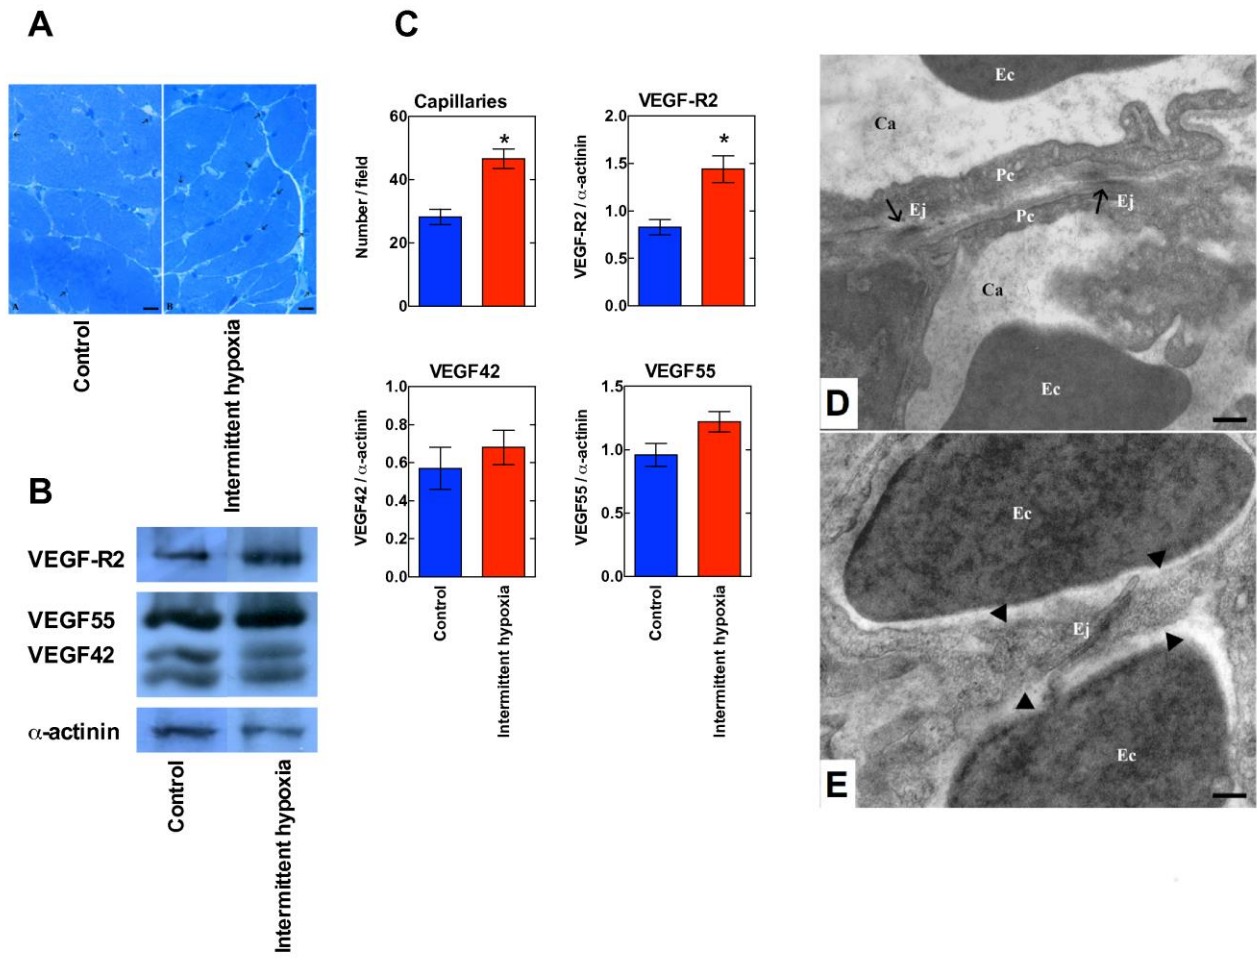 A
Control
Intermittent hypoxia
A
B
B
VEGF-R2
VEGF55
VEGF42
α-actinin
Control
Intermittent hypoxia
C
Capillaries
Number / field
60
40
20
0
*
VEGF-R2
VEGF-R2 / α-actinin
2.0
1.5
1.0
0.5
0.0
*
VEGF42
VEGF42 / α-actinin
1.0
0.8
0.6
0.4
0.2
0.0
Control
Intermittent hypoxia
VEGF55
VEGF55 / α-actinin
1.5
1.0
0.5
0.0
Control
Intermittent hypoxia
Ec
Ca
Pc
Ej
Pc
Ej
Ca
Ec
D
Ec
Ej
Ec
E